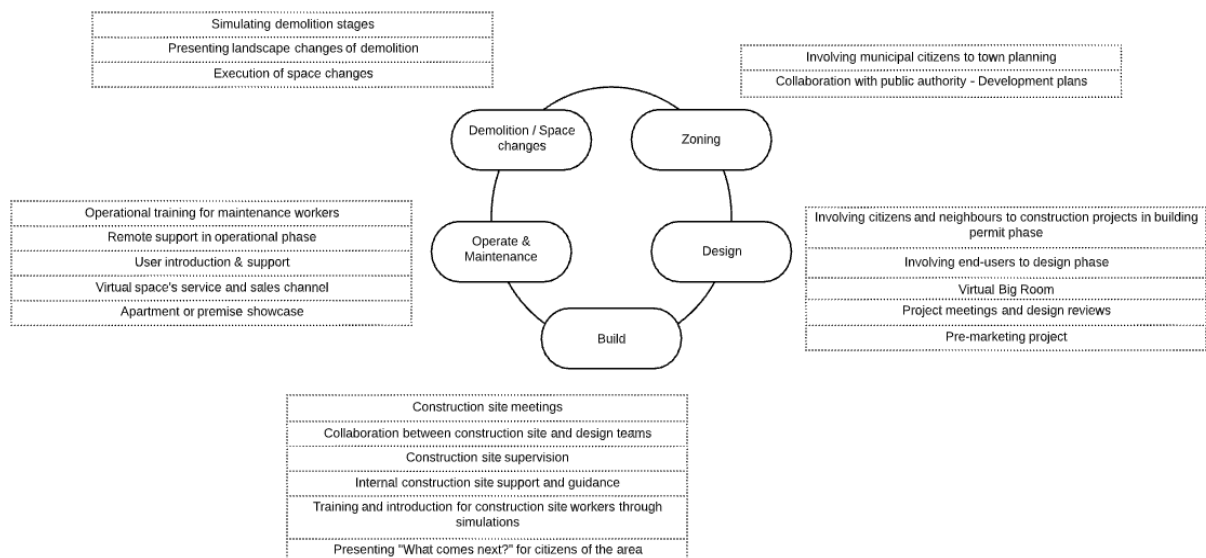 Simulating demolition stages
Presenting landscape changes of demolition
Execution of space changes
Involving municipal citizens to town planning
Collaboration with public authority - Development plans
Demolition / Space
changes
Zoning
Operational training for maintenance workers
Remote support in operational phase
User introduction & support
Virtual space's service and sales channel
Apartment or premise showcase
Operate &
Maintenance
Design
Involving citizens and neighbours to construction projects in building
permit phase
Involving end-users to design phase
Virtual Big Room
Project meetings and design reviews
Pre-marketing project
Build
Construction site meetings
Collaboration between construction site and design teams
Construction site supervision
Internal construction site support and guidance
Training and introduction for construction site workers through
simulations
Presenting "What comes next?" for citizens of the area